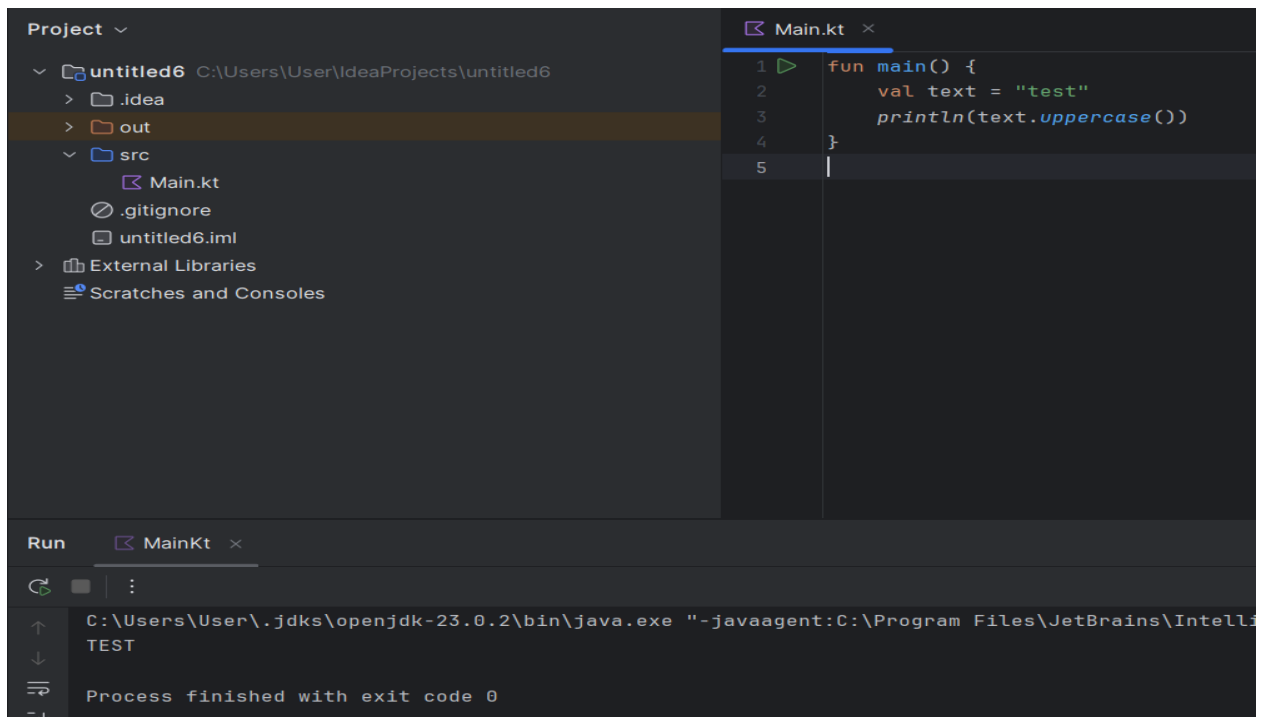 Project
untitled6 C:\Users\User\IdeaProjects\untitled6
.idea
out
src
Main.kt
.gitignore
untitled6.iml
External Libraries
Scratches and Consoles
Main.kt
1 fun main() {
2     val text = "test"
3     println(text.uppercase())
4 }
5
Run MainKt
C:\Users\User\.jdks\openjdk-23.0.2\bin\java.exe "-javaagent:C:\Program Files\JetBrains\Intelli
TEST
Process finished with exit code 0